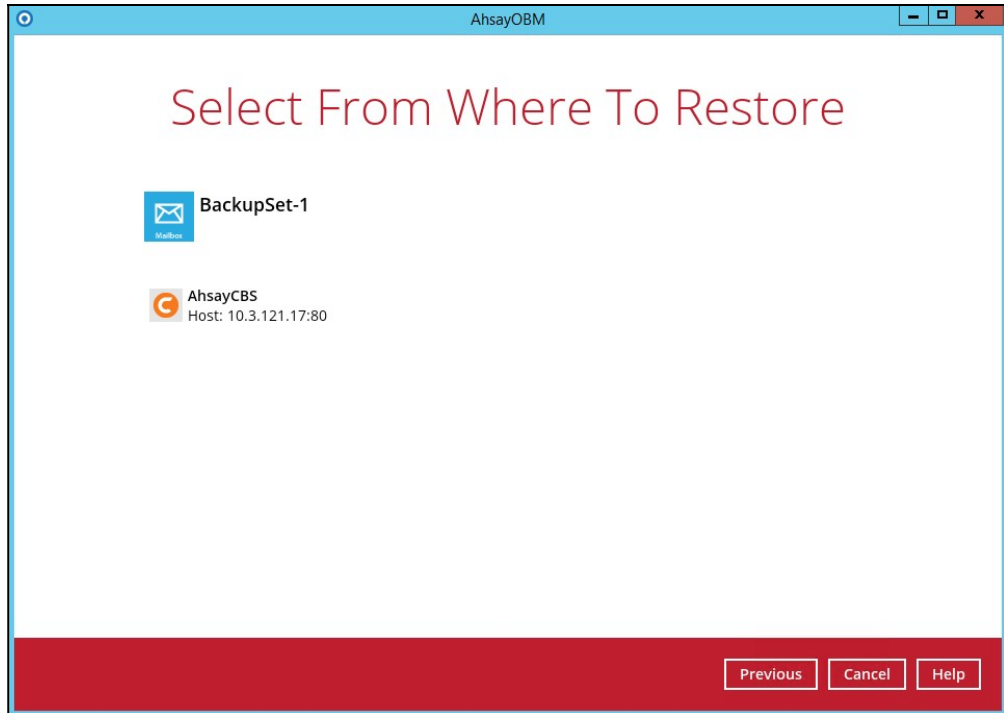 AhsayOBM
Select From Where To Restore
BackupSet-1
Mailbox
AhsayCBS
Host: 10.3.121.17:80
Previous
Cancel
Help